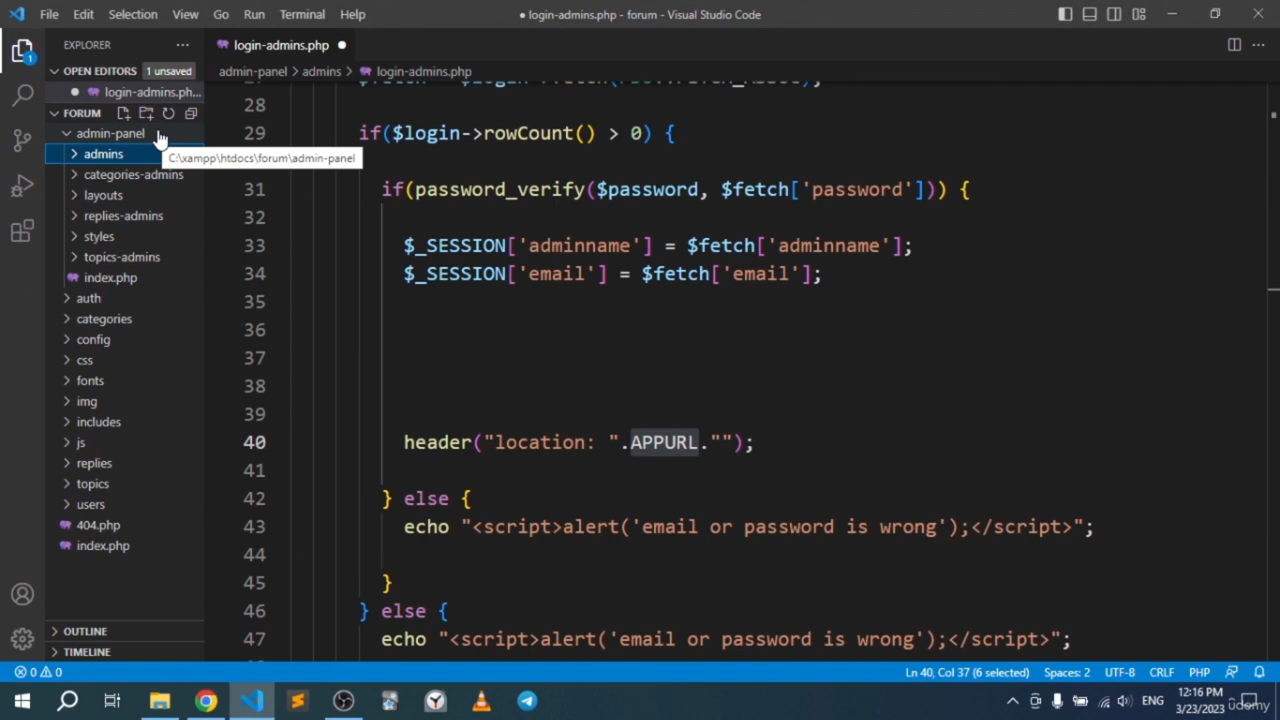 File Edit Selection View Go Run Terminal Help
● login-admins.php - forum - Visual Studio Code
EXPLORER
OPEN EDITORS 1 unsaved
login-admins.ph...
FORUM
admin-panel
admins
C:\xampp\htdocs\forum\admin-panel
categories-admins
layouts
replies-admins
styles
topics-admins
index.php
auth
categories
config
css
fonts
img
includes
js
replies
topics
users
404.php
index.php
OUTLINE
TIMELINE
login-admins.php
admin-panel > admins > login-admins.php
28
29 if($login->rowCount() > 0) {
31 if(password_verify($password, $fetch['password'])) {
32
33 $_SESSION['adminname'] = $fetch['adminname'];
34 $_SESSION['email'] = $fetch['email'];
35
36
37
38
39
40 header("location: ".APPURL."");
41
42 } else {
43 echo "<script>alert('email or password is wrong');</script>";
44
45 }
46 } else {
47 echo "<script>alert('email or password is wrong');</script>";
0 0 Ln 40, Col 37 (6 selected) Spaces: 2 UTF-8 CRLF PHP
ENG
12:16 PM
3/23/2023
udemy